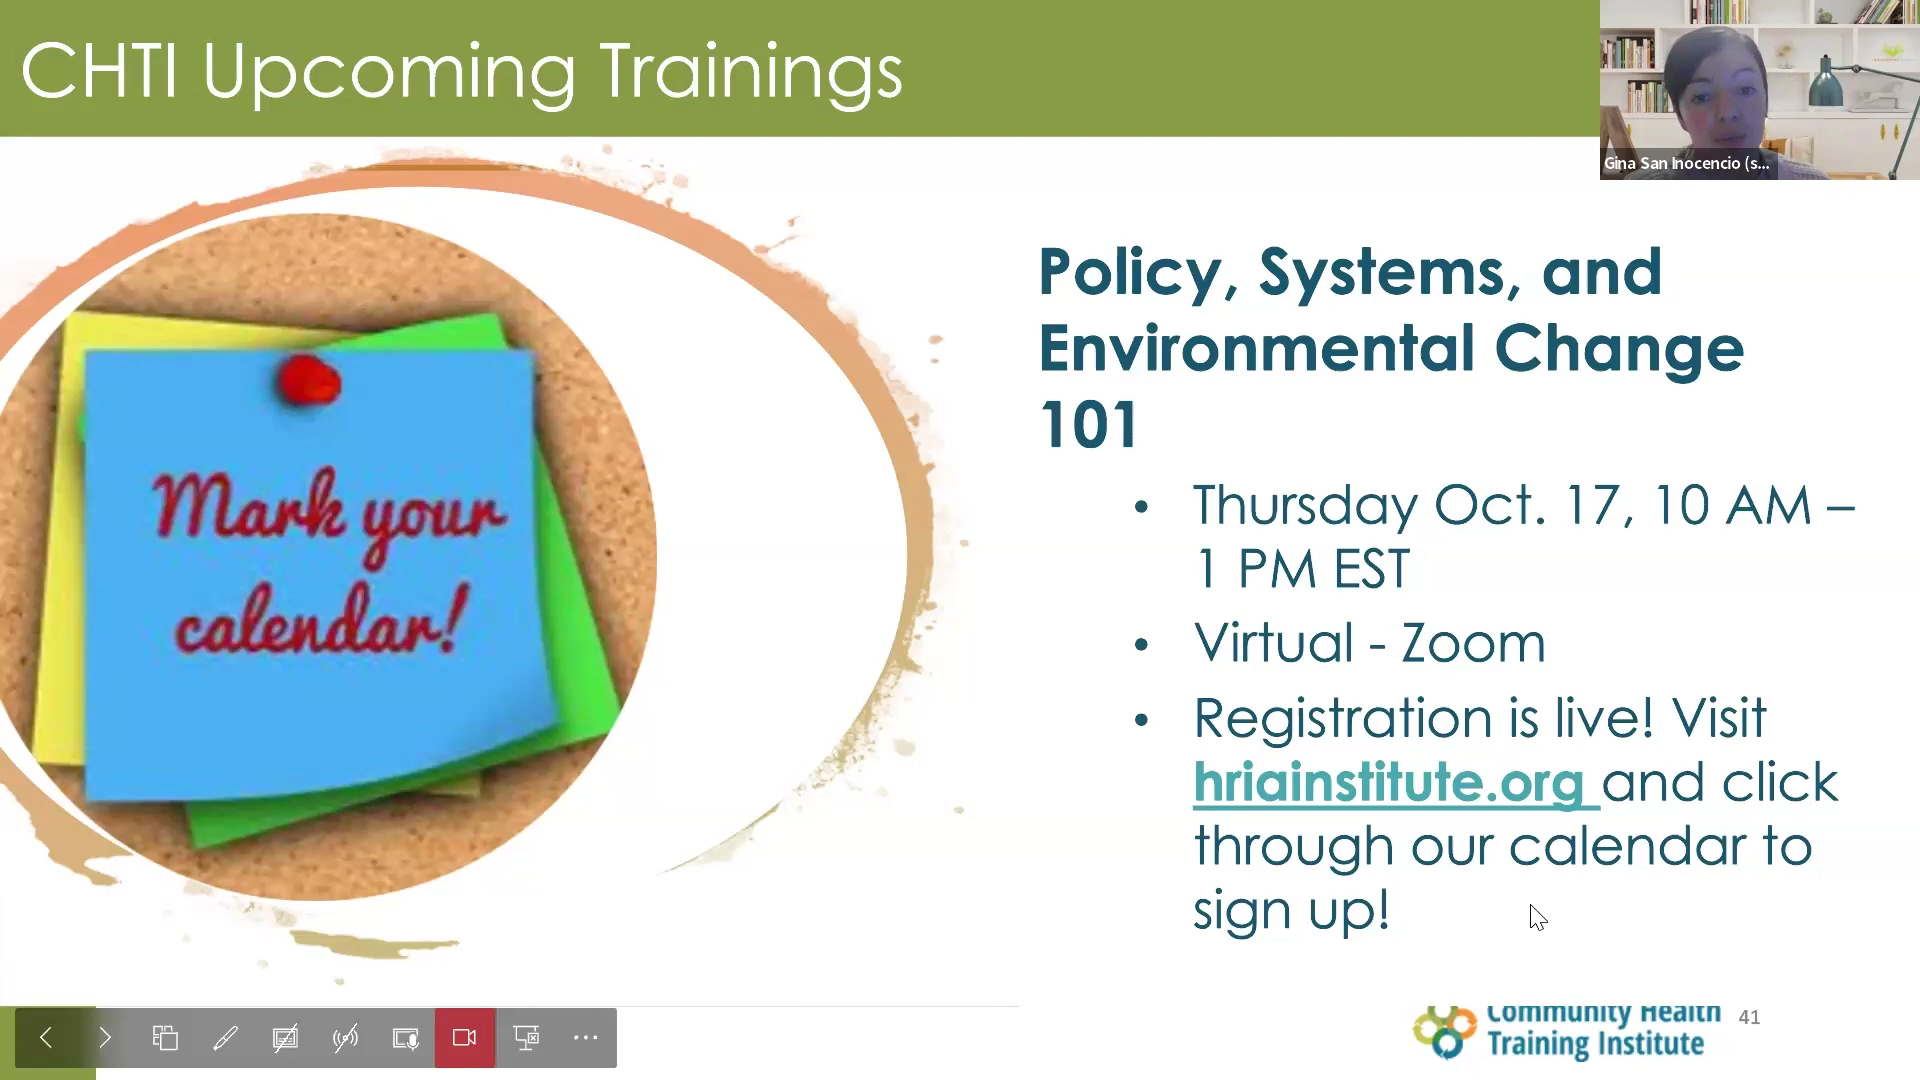 CHTI Upcoming Trainings
Gina San Inocencio (s...
Mark your
calendar!
Policy, Systems, and
Environmental Change
101
• Thursday Oct. 17, 10 AM –
1 PM EST
• Virtual - Zoom
• Registration is live! Visit
hriainstitute.org and click
through our calendar to
sign up!
Community Health
Training Institute
41